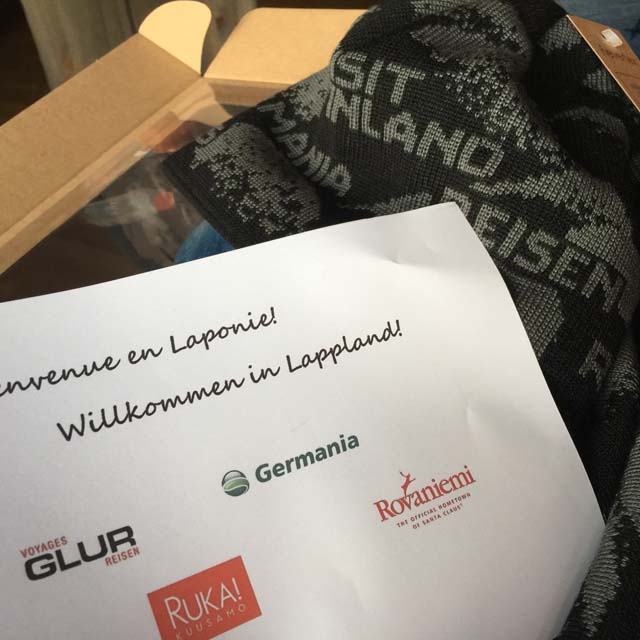 SIT
INLAND
MANIA
REISEN
envenue en Laponie!
Willkommen in Lappland!
Germania
Rovaniemi
THE OFFICIAL HOMETOWN
OF SANTA CLAUS
VOYAGES
GLUR
REISEN
RUKA!
KUUSAMO